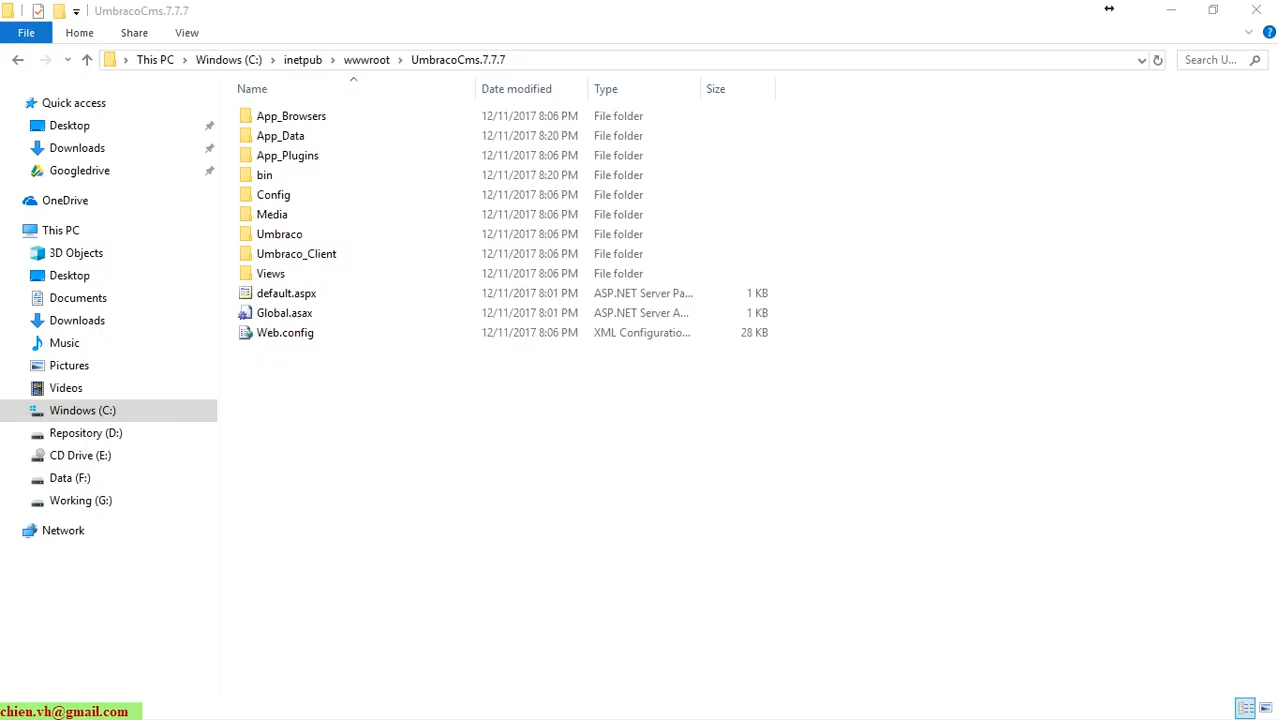 UmbracoCms.7.7.7
File Home Share View
This PC Windows (C:) inetpub wwwroot UmbracoCms.7.7.7 Search U...
Name Date modified Type Size
Quick access
Desktop
Downloads
Googledrive
OneDrive
This PC
3D Objects
Desktop
Documents
Downloads
Music
Pictures
Videos
Windows (C:)
Repository (D:)
CD Drive (E:)
Data (F:)
Working (G:)
Network
App_Browsers 12/11/2017 8:06 PM File folder
App_Data 12/11/2017 8:20 PM File folder
App_Plugins 12/11/2017 8:06 PM File folder
bin 12/11/2017 8:20 PM File folder
Config 12/11/2017 8:06 PM File folder
Media 12/11/2017 8:06 PM File folder
Umbraco 12/11/2017 8:06 PM File folder
Umbraco_Client 12/11/2017 8:06 PM File folder
Views 12/11/2017 8:06 PM File folder
default.aspx 12/11/2017 8:01 PM ASP.NET Server Pa... 1 KB
Global.asax 12/11/2017 8:01 PM ASP.NET Server A... 1 KB
Web.config 12/11/2017 8:06 PM XML Configuratio... 28 KB
chien.vh@gmail.com